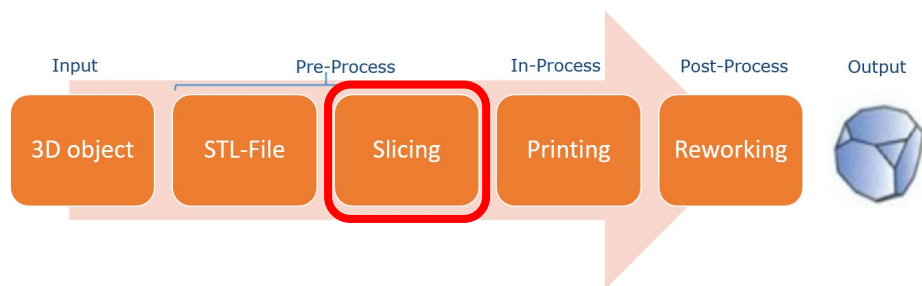 Input
Pre-Process
In-Process
Post-Process
Output
3D object
STL-File
Slicing
Printing
Reworking